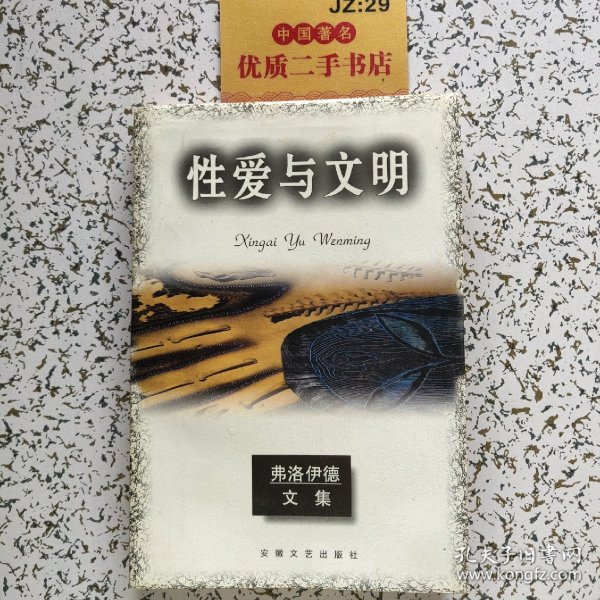 JZ:29
中国著名
优质二手书店
性爱与文明
Xingai Yu Wenming
弗洛伊德
文集
安徽文艺出版社
孔夫子旧书网
www.kongfz.com